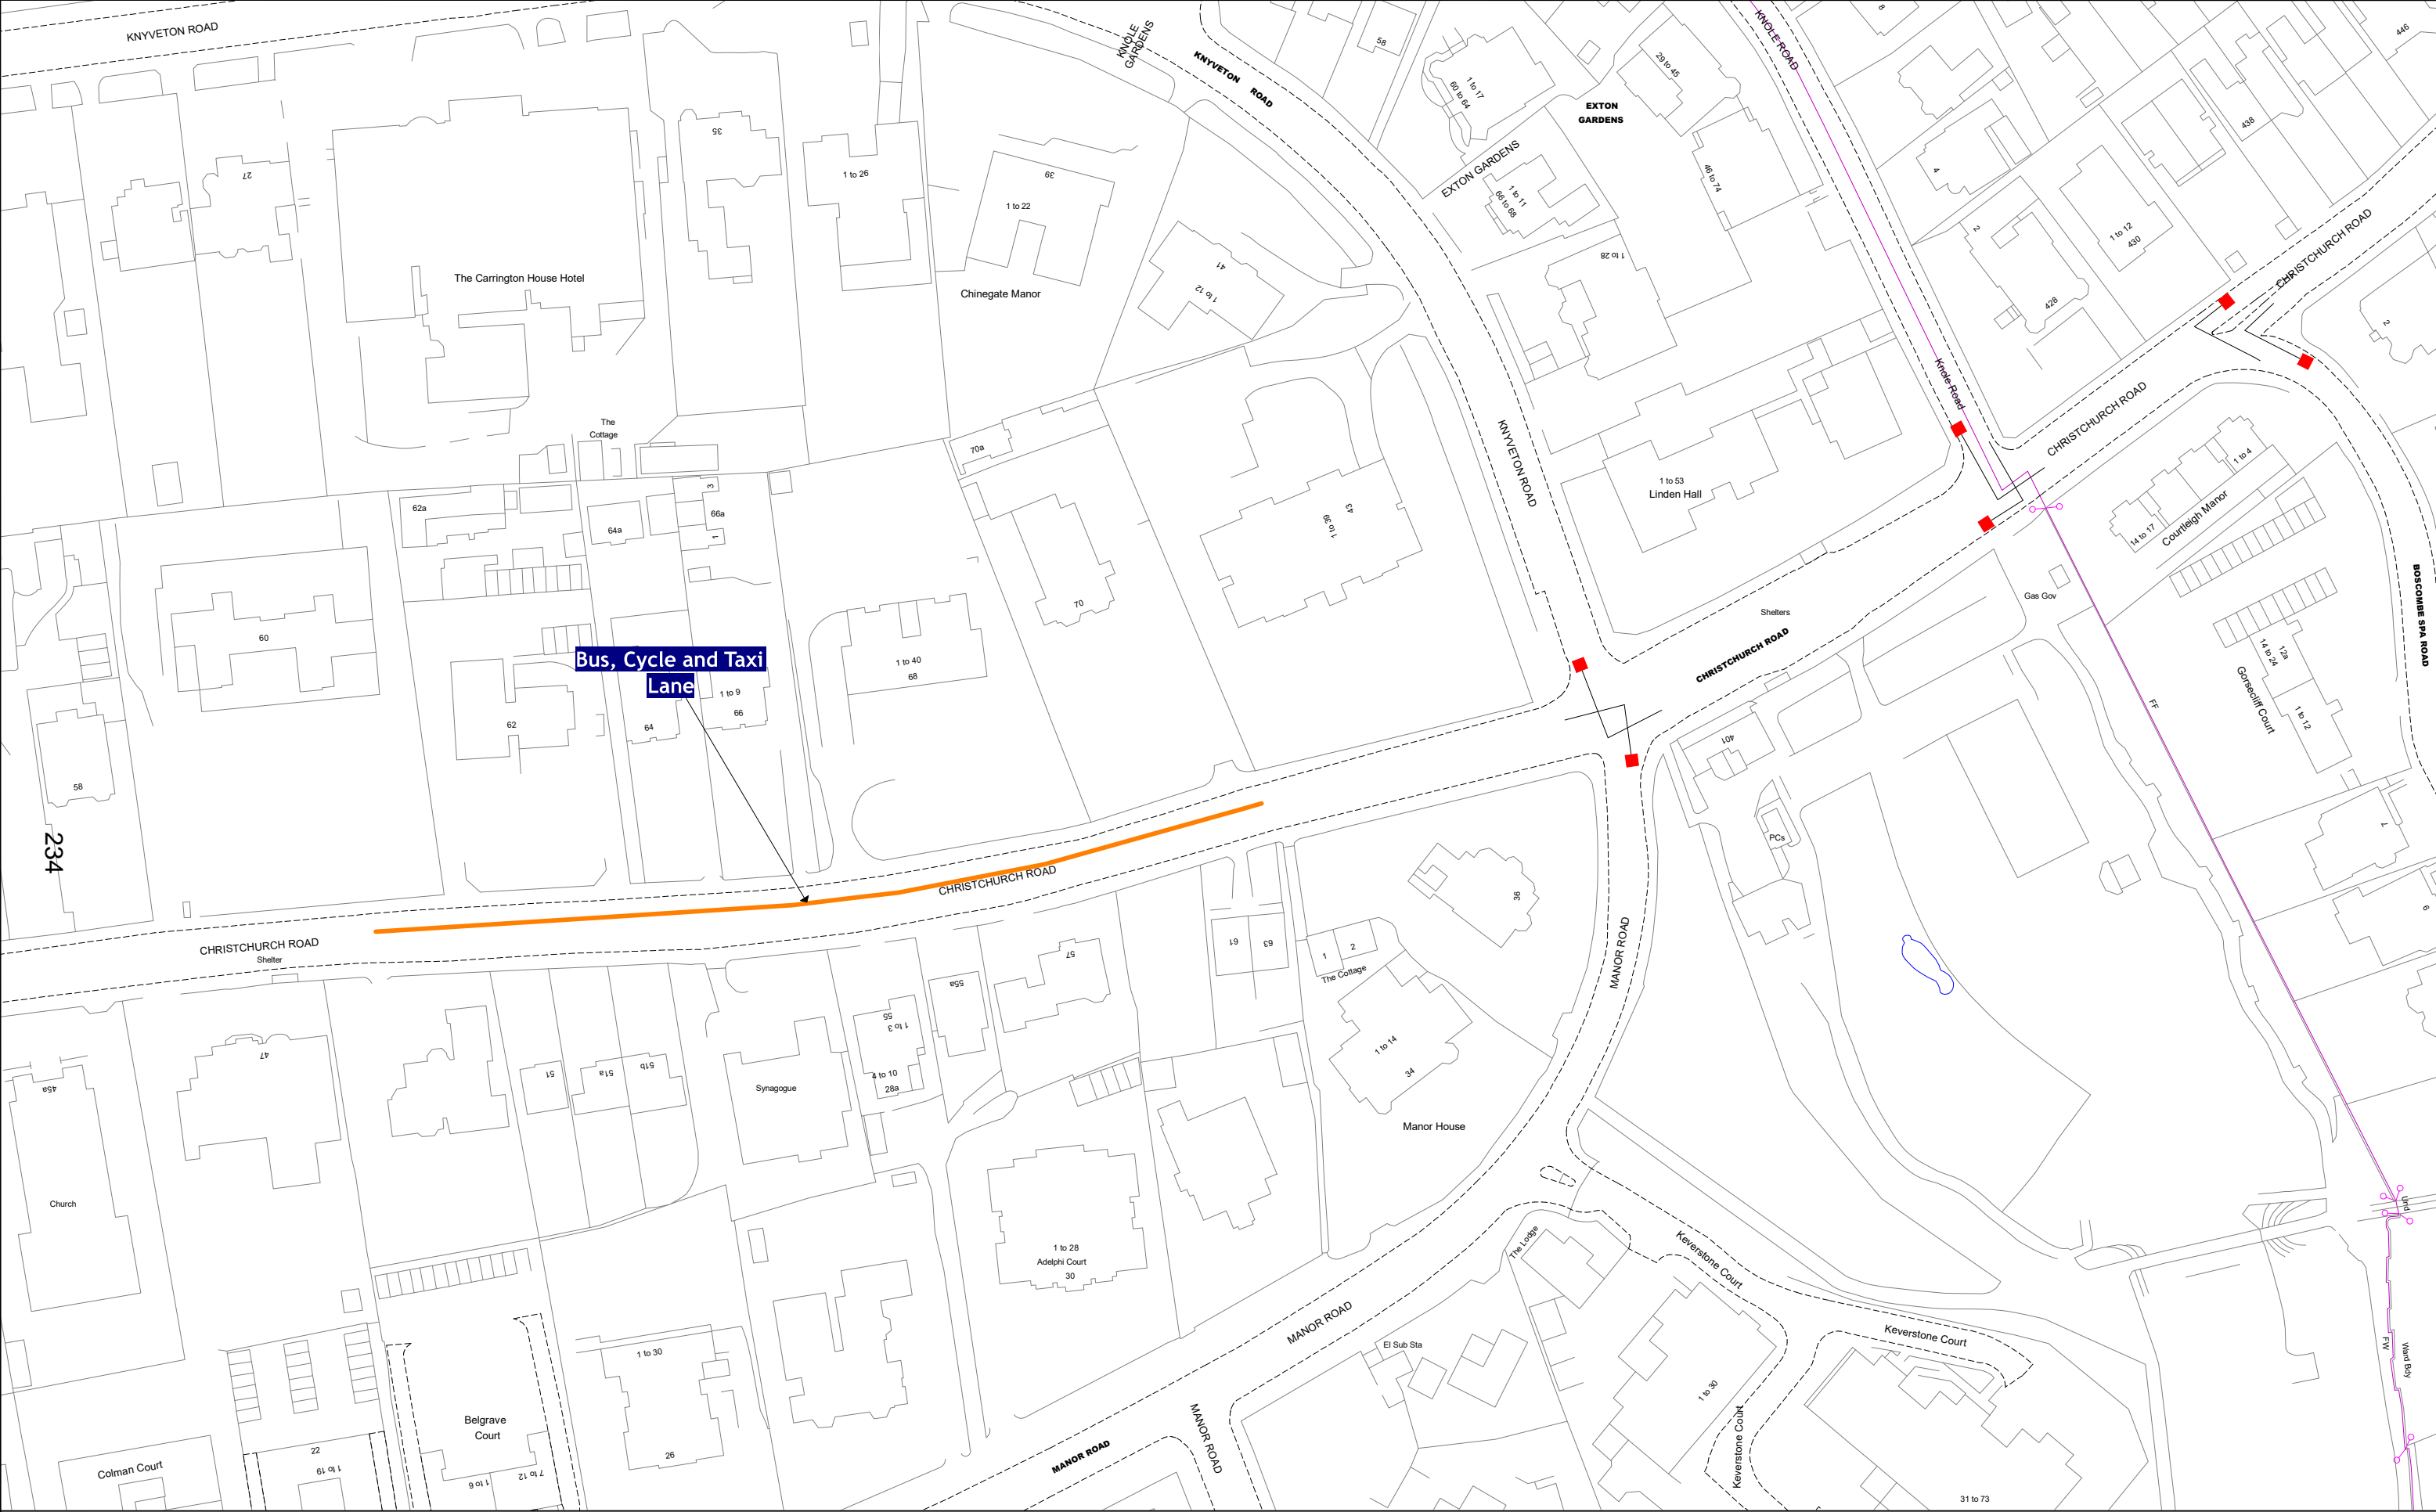 KNYVETON ROAD
KNOLE
GARDENS
KNYVETON
ROAD
58
1 to 17
60 to 64
29 to 45
EXTON
GARDENS
KNOLE ROAD
8
446
438
27
35
1 to 26
39
1 to 22
EXTON GARDENS
1 to 11
66 to 68
46 to 74
4
2
1 to 12
430
CHRISTCHURCH ROAD
The Carrington House Hotel
Chinegate Manor
41
1 to 12
1 to 28
428
2
Knole Road
The
Cottage
70a
KNYVETON ROAD
1 to 53
Linden Hall
CHRISTCHURCH ROAD
1 to 4
14 to 17
Courtleigh Manor
62a
64a
3
66a
1
43
1 to 39
60
70
Shelters
Gas Gov
BOSCOMBE SPA ROAD
Bus, Cycle and Taxi
Lane
1 to 40
68
CHRISTCHURCH ROAD
12a
14 to 24
Gorsecliff Court
1 to 12
FF
62
64
1 to 9
66
401
58
234
PCs
7
CHRISTCHURCH ROAD
36
6
CHRISTCHURCH ROAD
Shelter
57
61
63
1
2
The Cottage
MANOR ROAD
55a
55
1 to 3
4 to 10
28a
47
45a
51
51a
51b
Synagogue
1 to 14
34
Manor House
Church
1 to 28
Adelphi Court
30
The Lodge
Keverstone Court
Und
MANOR ROAD
El Sub Sta
Keverstone Court
FW
Ward Bdy
1 to 30
1 to 30
Belgrave
Court
26
22
1 to 19
Colman Court
1 to 6
7 to 12
MANOR ROAD
MANOR ROAD
Keverstone Court
31 to 73